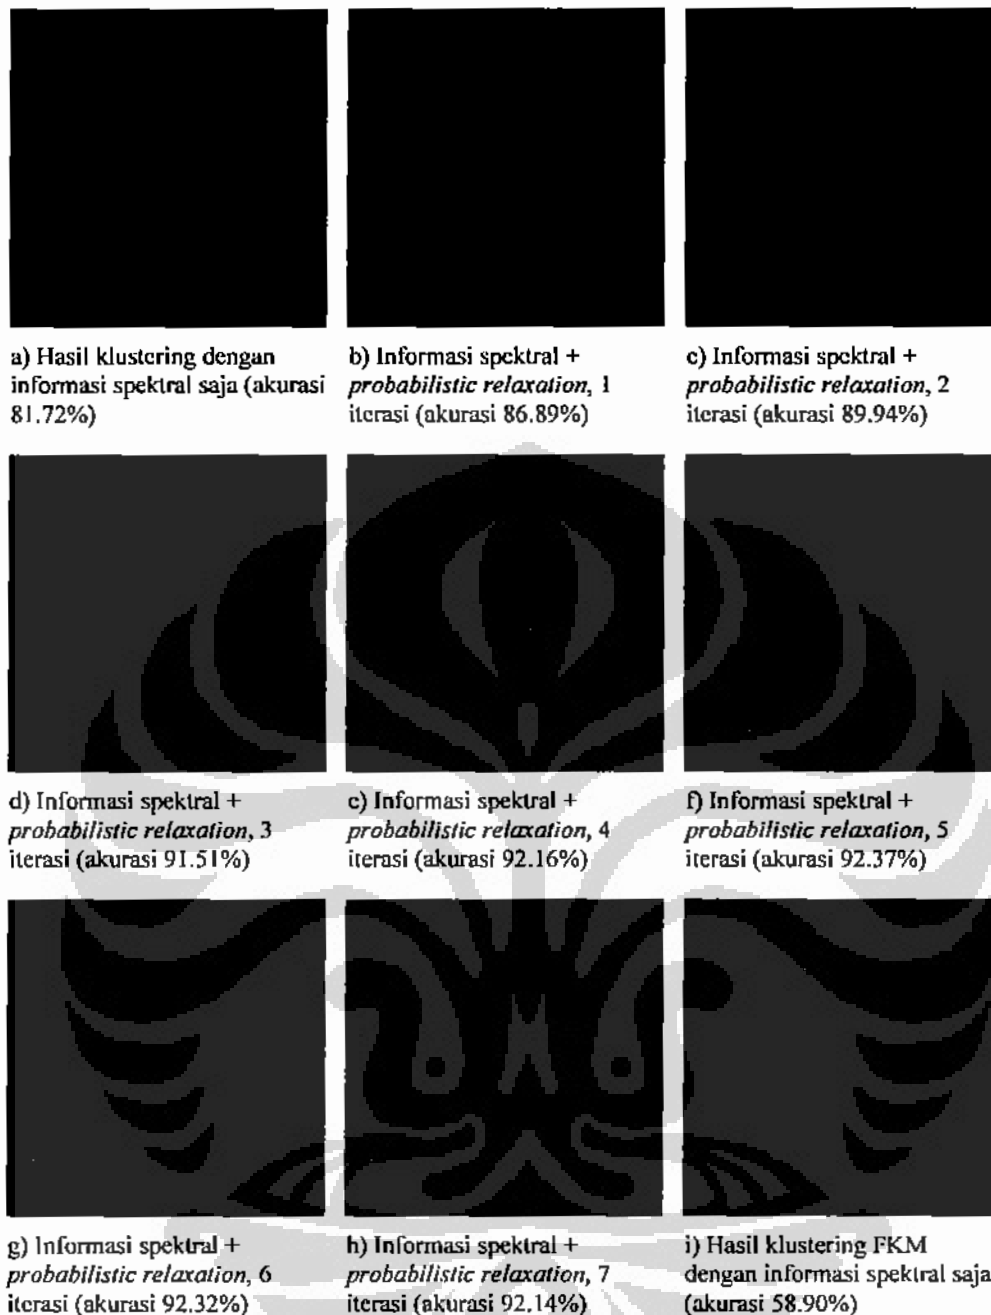 a) Hasil klustering dengan
informasi spektral saja (akurasi
81.72%)
b) Informasi spektral +
probabilistic relaxation, 1
iterasi (akurasi 86.89%)
c) Informasi spektral +
probabilistic relaxation, 2
iterasi (akurasi 89.94%)
d) Informasi spektral +
probabilistic relaxation, 3
iterasi (akurasi 91.51%)
e) Informasi spektral +
probabilistic relaxation, 4
iterasi (akurasi 92.16%)
f) Informasi spektral +
probabilistic relaxation, 5
iterasi (akurasi 92.37%)
g) Informasi spektral +
probabilistic relaxation, 6
iterasi (akurasi 92.32%)
h) Informasi spektral +
probabilistic relaxation, 7
iterasi (akurasi 92.14%)
i) Hasil klustering FKM
dengan informasi spektral saja
(akurasi 58.90%)